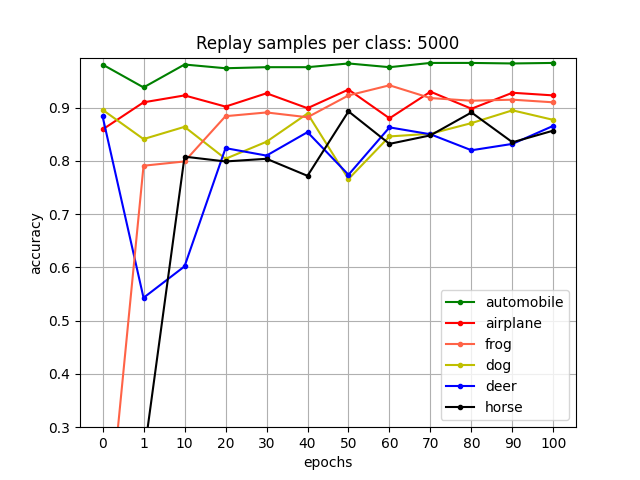 Replay samples per class: 5000
accuracy
0.9
0.8
0.7
0.6
0.5
0.4
0.3
automobile
airplane
frog
dog
deer
horse
0 1 10 20 30 40 50 60 70 80 90 100
epochs